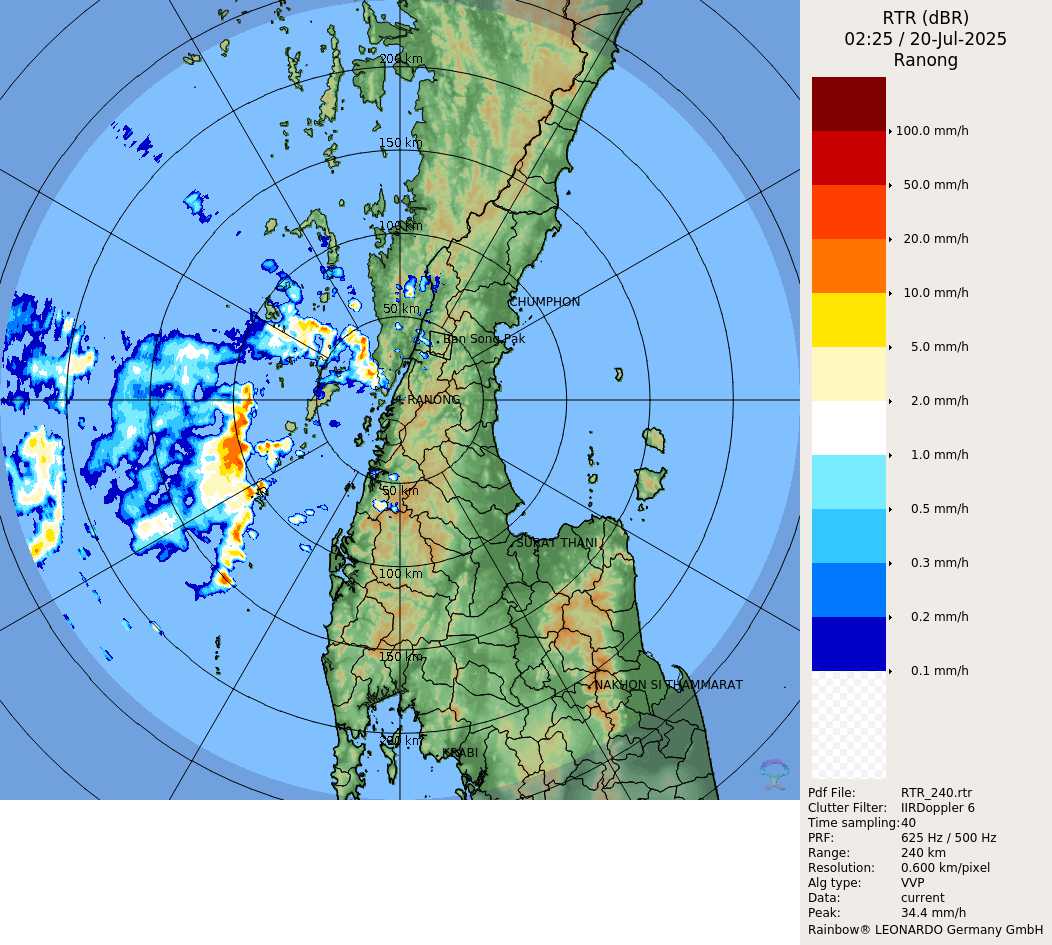 RTR (dBR)
02:25 / 20-Jul-2025
Ranong
100.0 mm/h
50.0 mm/h
20.0 mm/h
10.0 mm/h
5.0 mm/h
2.0 mm/h
1.0 mm/h
0.5 mm/h
0.3 mm/h
0.2 mm/h
0.1 mm/h
Pdf File: RTR_240.rtr
Clutter Filter: IIRDoppler 6
Time sampling:40
PRF: 625 Hz / 500 Hz
Range: 240 km
Resolution: 0.600 km/pixel
Alg type: VVP
Data: current
Peak: 34.4 mm/h
Rainbow® LEONARDO Germany GmbH
200 km
150 km
100 km
CHUMPHON
50 km
Ban Song Pak
RANONG
50 km
SURAT THANI
100 km
150 km
NAKHON SI THAMMARAT
200 km
KRABI